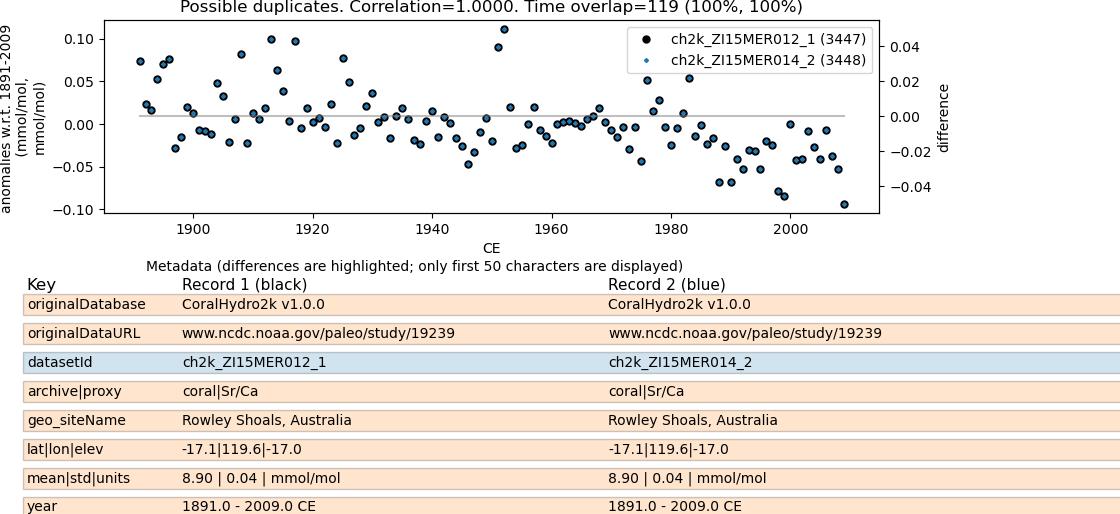 Possible duplicates. Correlation=1.0000. Time overlap=119 (100%, 100%)
anomalies w.r.t. 1891-2009
(mmol/mol,
mmol/mol)
0.10
0.05
0.00
−0.05
−0.10
ch2k_ZI15MER012_1 (3447)
ch2k_ZI15MER014_2 (3448)
0.04
0.02
0.00
−0.02
−0.04
difference
1900 1920 1940 1960 1980 2000
CE
Metadata (differences are highlighted; only first 50 characters are displayed)
Key Record 1 (black) Record 2 (blue)
originalDatabase CoralHydro2k v1.0.0 CoralHydro2k v1.0.0
originalDataURL www.ncdc.noaa.gov/paleo/study/19239 www.ncdc.noaa.gov/paleo/study/19239
datasetId ch2k_ZI15MER012_1 ch2k_ZI15MER014_2
archive|proxy coral|Sr/Ca coral|Sr/Ca
geo_siteName Rowley Shoals, Australia Rowley Shoals, Australia
lat|lon|elev -17.1|119.6|-17.0 -17.1|119.6|-17.0
mean|std|units 8.90 | 0.04 | mmol/mol 8.90 | 0.04 | mmol/mol
year 1891.0 - 2009.0 CE 1891.0 - 2009.0 CE